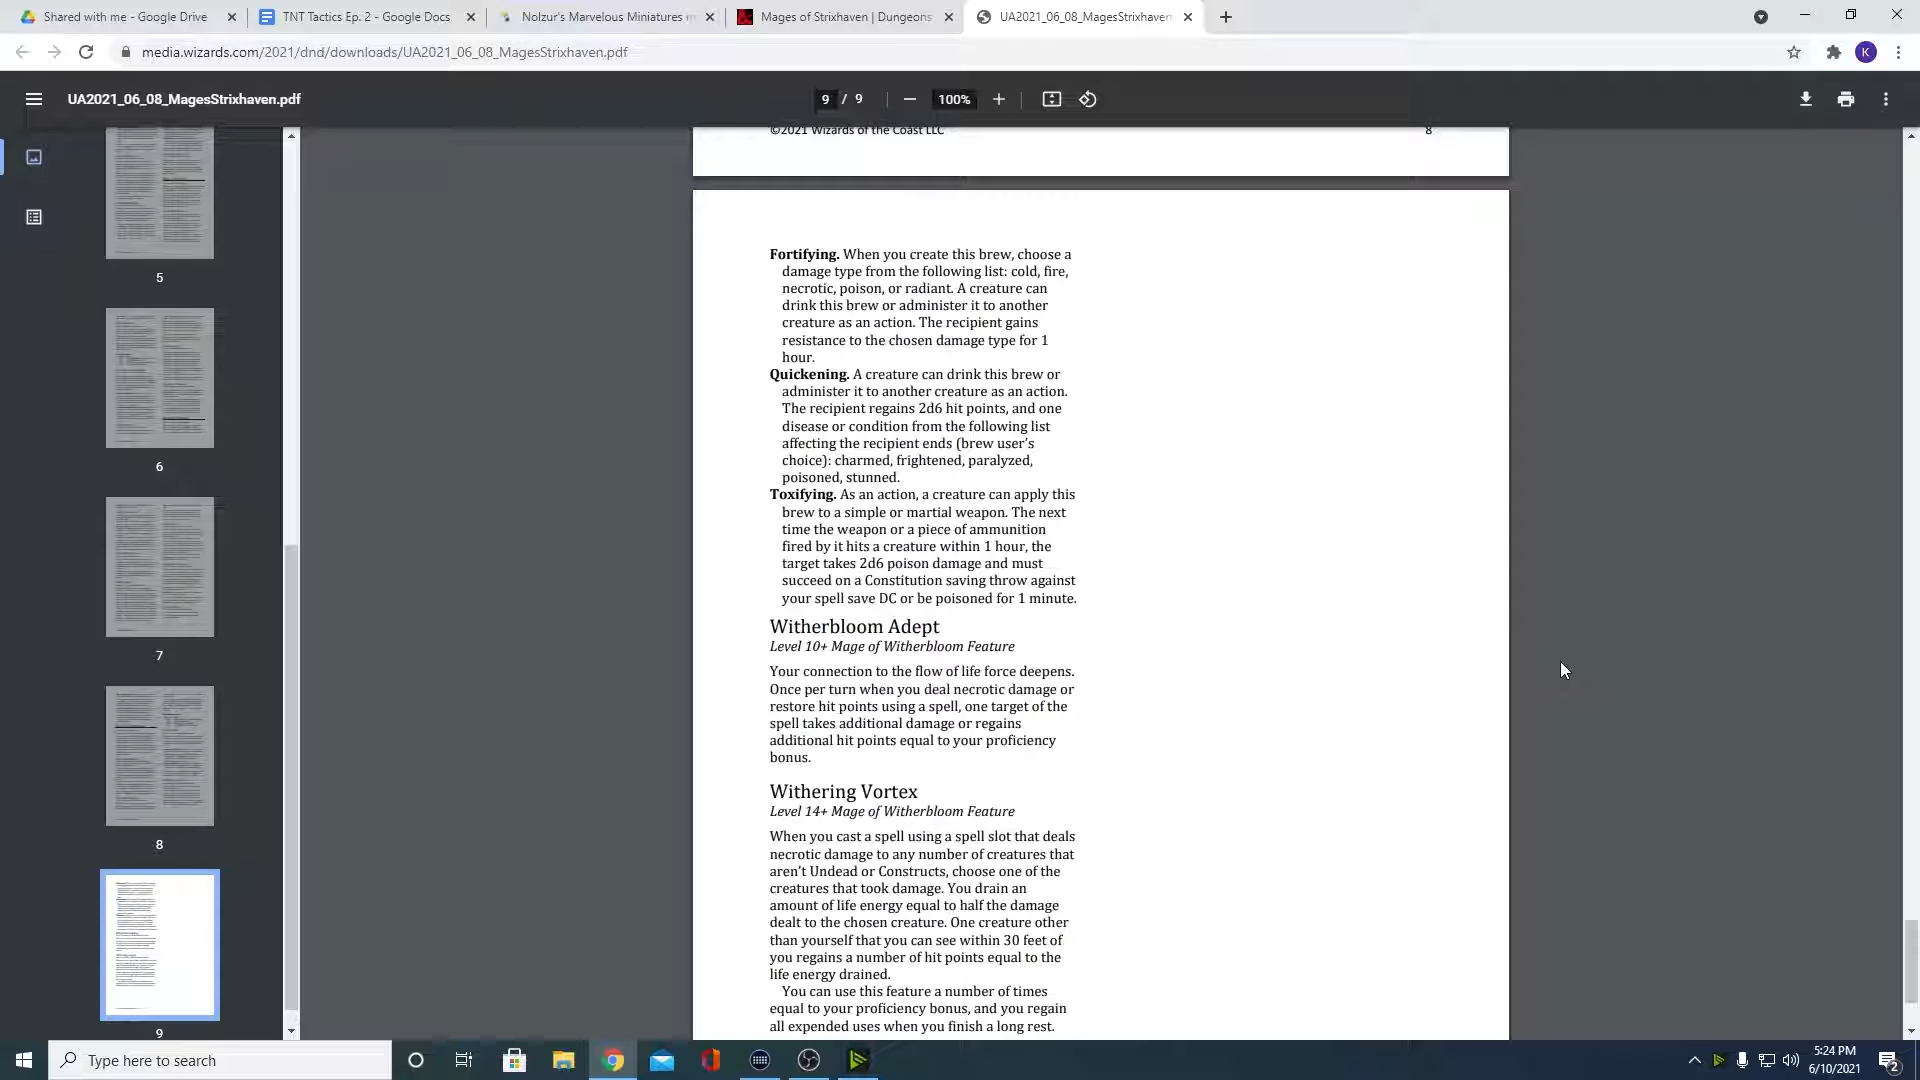 Shared with me - Google Drive
TNT Tactics Ep. 2 - Google Docs
Nolzur's Marvelous Miniatures
Mages of Strixhaven | Dungeons
UA2021_06_08_MagesStrixhaven
media.wizards.com/2021/dnd/downloads/UA2021_06_08_MagesStrixhaven.pdf
K
UA2021_06_08_MagesStrixhaven.pdf
9 / 9
100%
5
6
7
8
9
©2021 Wizards of the Coast LLC
8
Fortifying. When you create this brew, choose a
damage type from the following list: cold, fire,
necrotic, poison, or radiant. A creature can
drink this brew or administer it to another
creature as an action. The recipient gains
resistance to the chosen damage type for 1
hour.
Quickening. A creature can drink this brew or
administer it to another creature as an action.
The recipient regains 2d6 hit points, and one
disease or condition from the following list
affecting the recipient ends (brew user's
choice): charmed, frightened, paralyzed,
poisoned, stunned.
Toxifying. As an action, a creature can apply this
brew to a simple or martial weapon. The next
time the weapon or a piece of ammunition
fired by it hits a creature within 1 hour, the
target takes 2d6 poison damage and must
succeed on a Constitution saving throw against
your spell save DC or be poisoned for 1 minute.
Witherbloom Adept
Level 10+ Mage of Witherbloom Feature
Your connection to the flow of life force deepens.
Once per turn when you deal necrotic damage or
restore hit points using a spell, one target of the
spell takes additional damage or regains
additional hit points equal to your proficiency
bonus.
Withering Vortex
Level 14+ Mage of Witherbloom Feature
When you cast a spell using a spell slot that deals
necrotic damage to any number of creatures that
aren't Undead or Constructs, choose one of the
creatures that took damage. You drain an
amount of life energy equal to half the damage
dealt to the chosen creature. One creature other
than yourself that you can see within 30 feet of
you regains a number of hit points equal to the
life energy drained.
You can use this feature a number of times
equal to your proficiency bonus, and you regain
all expended uses when you finish a long rest.
Type here to search
5:24 PM
6/10/2021
2